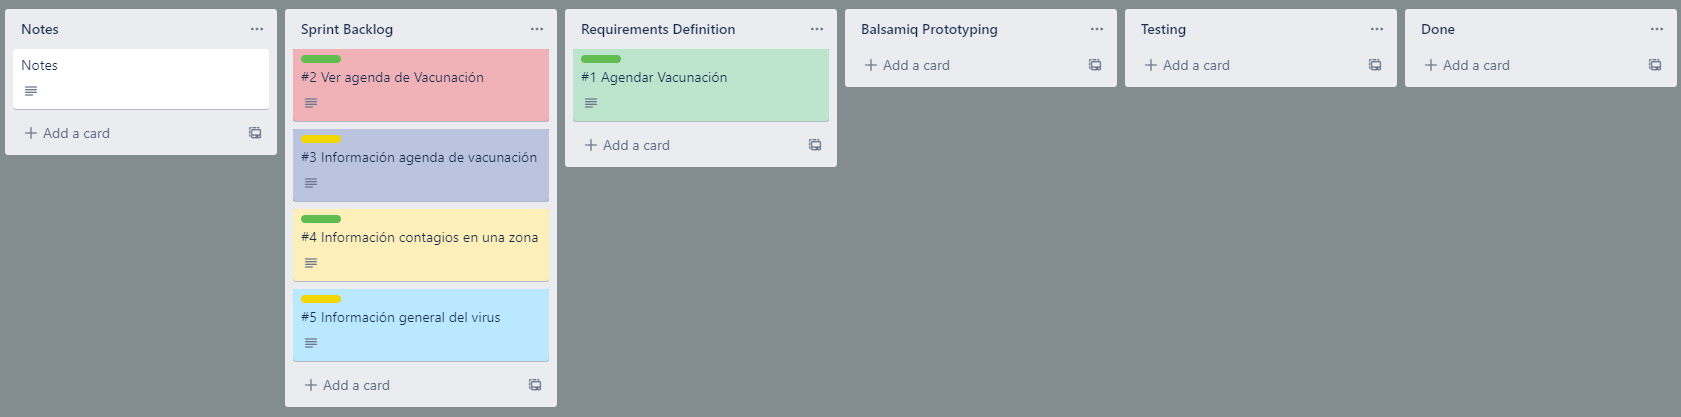 Notes
Notes
Add a card
Sprint Backlog
#2 Ver agenda de Vacunación
#3 Información agenda de vacunación
#4 Información contagios en una zona
#5 Información general del virus
Add a card
Requirements Definition
#1 Agendar Vacunación
Add a card
Balsamiq Prototyping
Add a card
Testing
Add a card
Done
Add a card